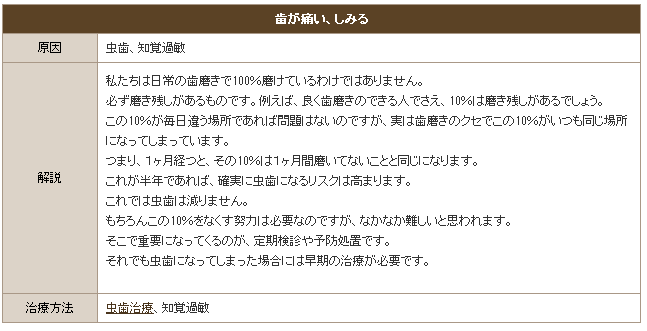 歯が痛い、しみる
原因
虫歯、知覚過敏
解説
私たちは日常の歯磨きで100％磨けているわけではありません。
必ず磨き残しがあるものです。例えば、良く歯磨きのできる人でさえ、10％は磨き残しがあるでしょう。
この10％が毎日違う場所であれば問題はないのですが、実は歯磨きのクセでこの10％がいつも同じ場所
になってしまっています。
つまり、1ヶ月経つと、その10％は1ヶ月間磨いてないことと同じになります。
これが半年であれば、確実に虫歯になるリスクは高まります。
これでは虫歯は減りません。
もちろんこの10％をなくす努力は必要なのですが、なかなか難しいと思われます。
そこで重要になってくるのが、定期検診や予防処置です。
それでも虫歯になってしまった場合には早期の治療が必要です。
治療方法
虫歯治療、知覚過敏